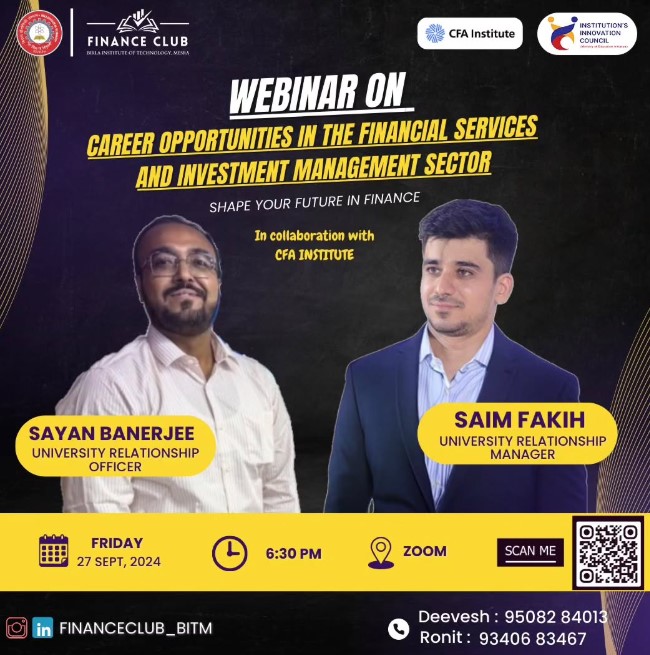 FINANCE CLUB
BIRLA INSTITUTE OF TECHNOLOGY, MESRA
CFA Institute
INSTITUTION'S
INNOVATION
COUNCIL
WEBINAR ON
CAREER OPPORTUNITIES IN THE FINANCIAL SERVICES
AND INVESTMENT MANAGEMENT SECTOR
SHAPE YOUR FUTURE IN FINANCE
In collaboration with
CFA INSTITUTE
SAYAN BANERJEE
UNIVERSITY RELATIONSHIP
OFFICER
SAIM FAKIH
UNIVERSITY RELATIONSHIP
MANAGER
FRIDAY
27 SEPT, 2024
6:30 PM
ZOOM
SCAN ME
FINANCECLUB_BITM
Deevesh : 95082 84013
Ronit : 93406 83467